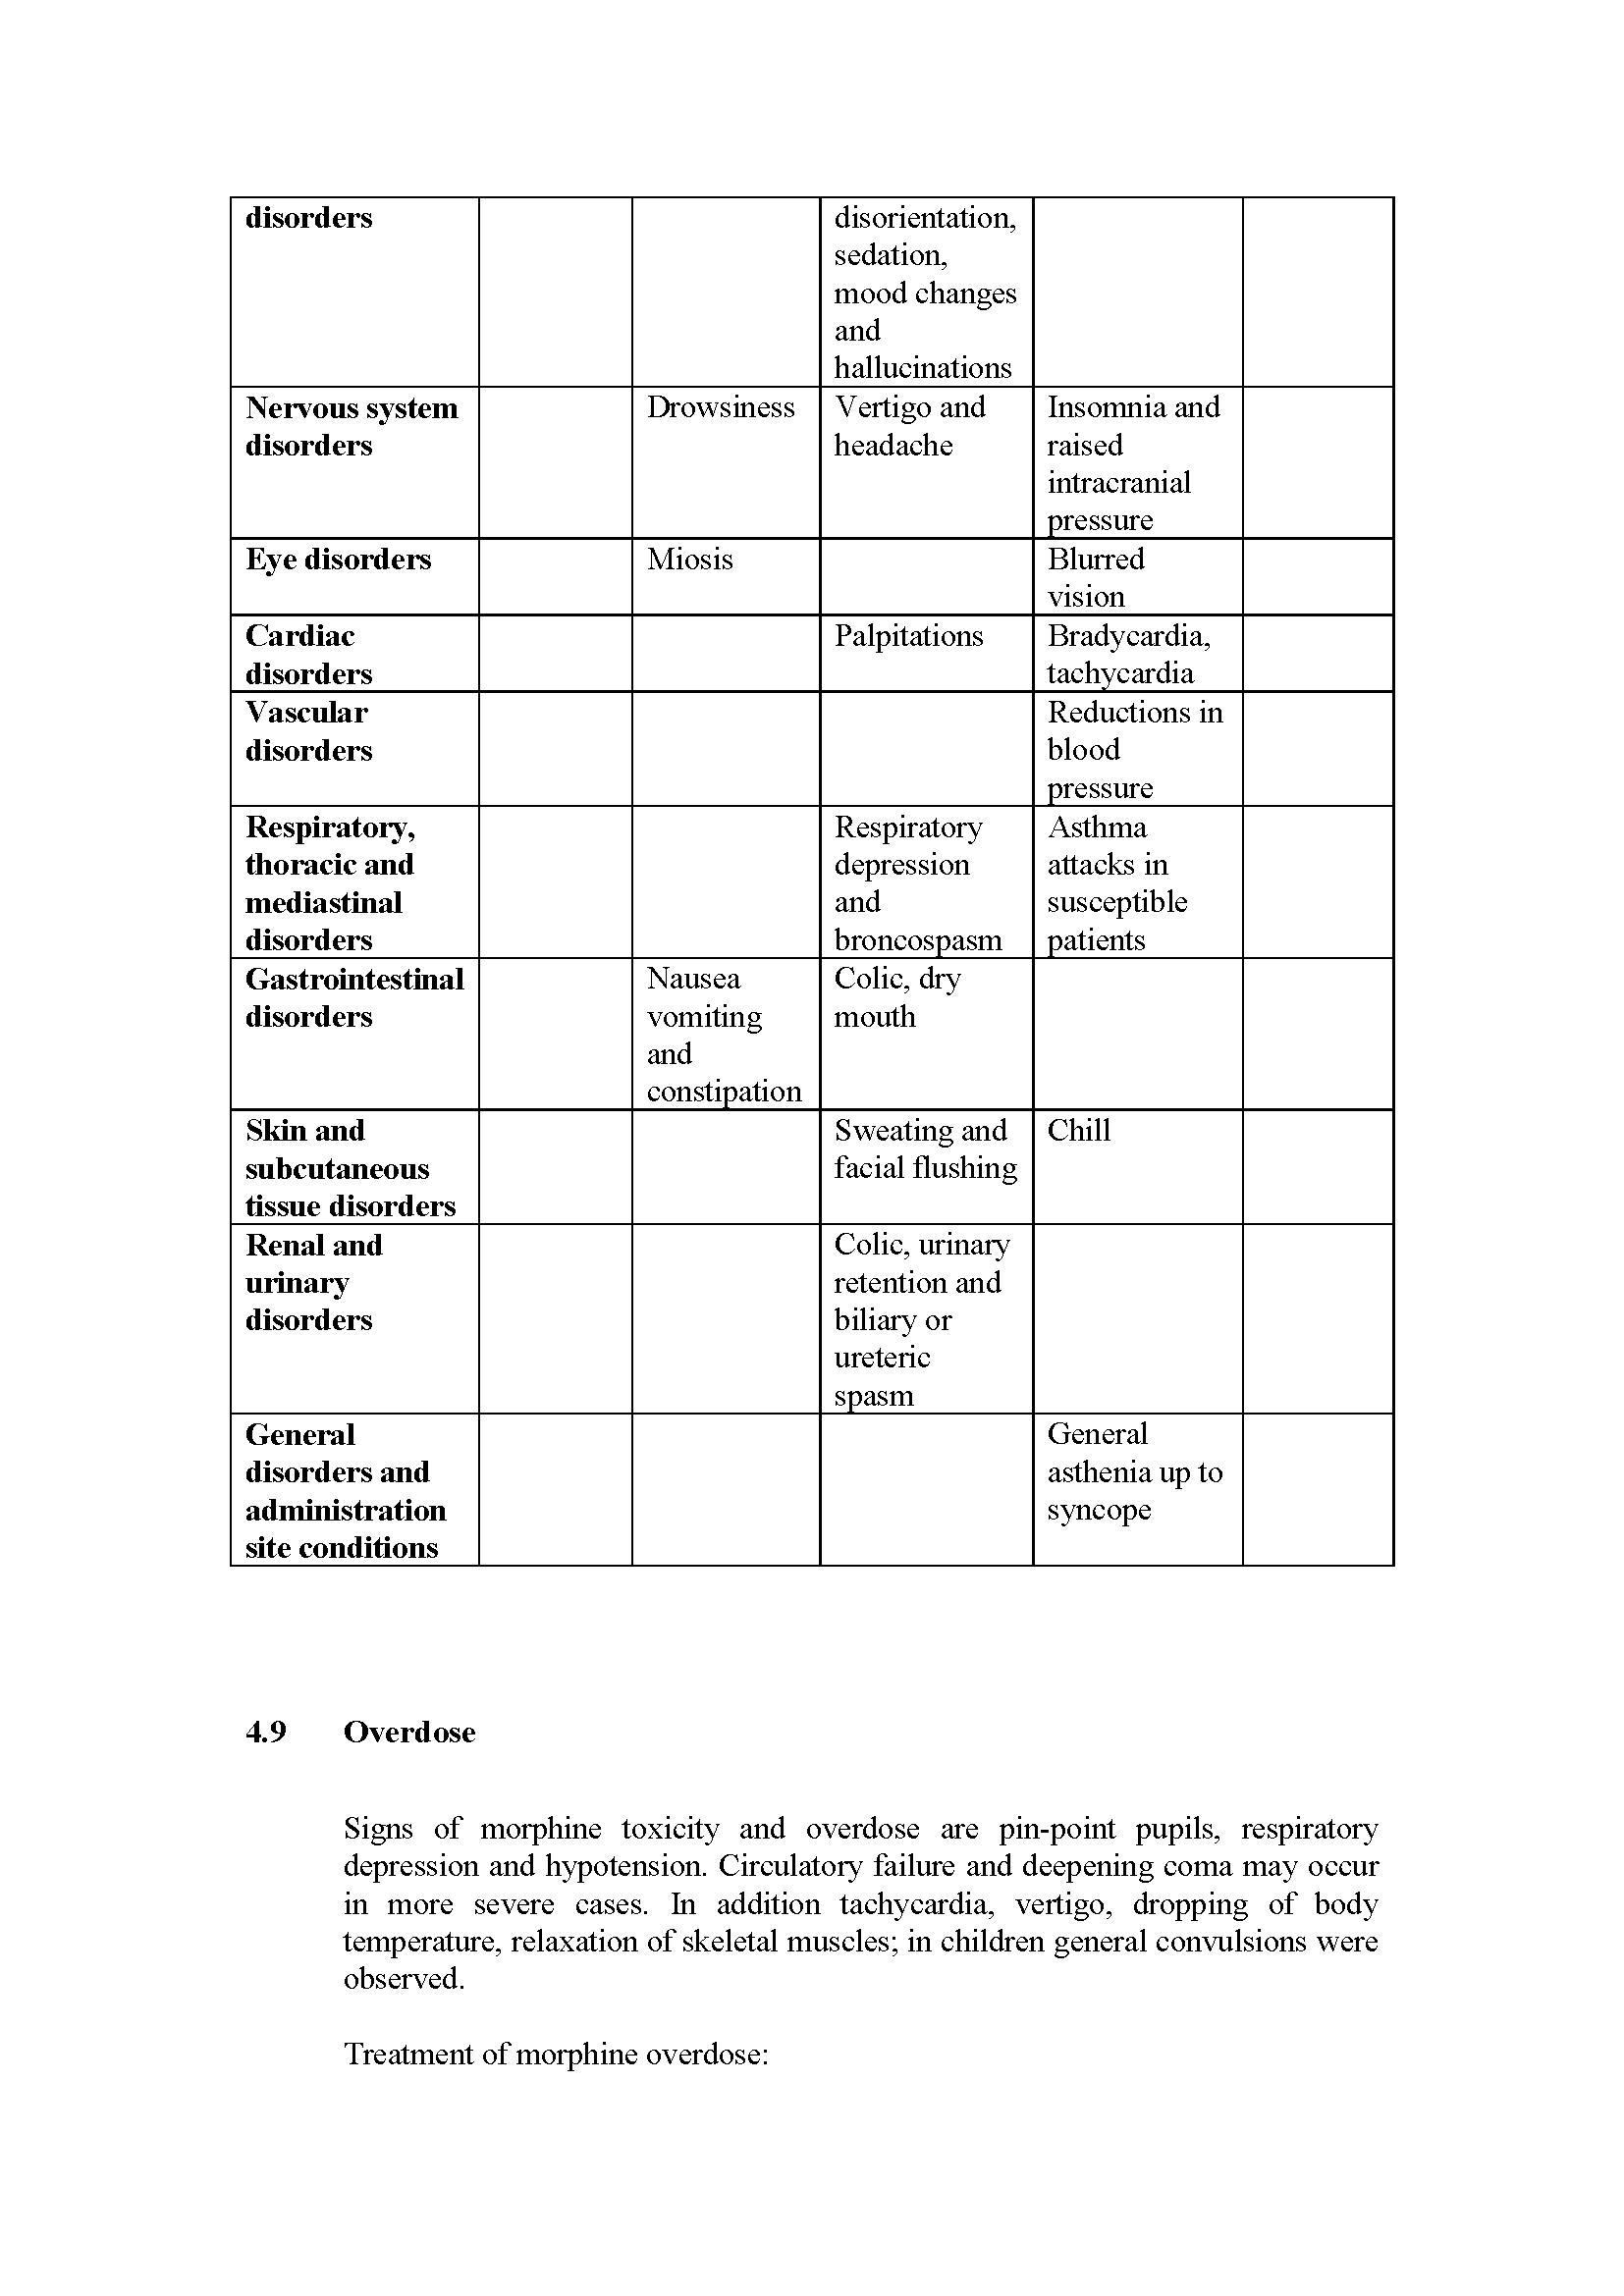 disorders
disorientation,
sedation,
mood changes
and
hallucinations
Nervous system
disorders
Drowsiness
Vertigo and
headache
Insomnia and
raised
intracranial
pressure
Eye disorders
Miosis
Blurred
vision
Cardiac
disorders
Palpitations
Bradycardia,
tachycardia
Vascular
disorders
Reductions in
blood
pressure
Respiratory,
thoracic and
mediastinal
disorders
Respiratory
depression
and
broncospasm
Asthma
attacks in
susceptible
patients
Gastrointestinal
disorders
Nausea
vomiting
and
constipation
Colic, dry
mouth
Skin and
subcutaneous
tissue disorders
Sweating and
facial flushing
Chill
Renal and
urinary
disorders
Colic, urinary
retention and
biliary or
ureteric
spasm
General
disorders and
administration
site conditions
General
asthenia up to
syncope
4.9 Overdose
Signs of morphine toxicity and overdose are pin-point pupils, respiratory
depression and hypotension. Circulatory failure and deepening coma may occur
in more severe cases. In addition tachycardia, vertigo, dropping of body
temperature, relaxation of skeletal muscles; in children general convulsions were
observed.
Treatment of morphine overdose: